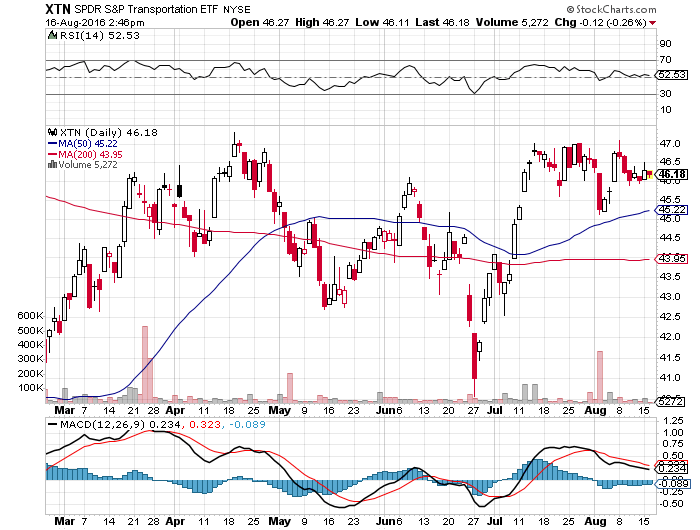 XTN SPDR S&P Transportation ETF NYSE © StockCharts.com
16-Aug-2016 2:46pm Open 46.27 High 46.27 Low 46.11 Last 46.18 Volume 5,272 Chg -0.12 (-0.26%)
RSI(14) 52.53
90
70
52.53
30
10
XTN (Daily) 46.18
MA(50) 45.22
MA(200) 43.95
Volume 5,272
47.0
46.5
46.18
46.0
45.5
45.22
45.0
44.5
43.95
43.5
43.0
42.5
42.0
41.5
41.0
600K
500K
400K
300K
200K
100K
5272
Mar 7 14 21 28 Apr 11 18 25 May 9 16 23 Jun 6 13 20 27 Jul 11 18 25 Aug 8 15
MACD(12,26,9) 0.234, 0.323, -0.089
1.25
1.00
0.75
0.50
0.234
-0.089
-0.25
-0.50
Mar 7 14 21 28 Apr 11 18 25 May 9 16 23 Jun 6 13 20 27 Jul 11 18 25 Aug 8 15